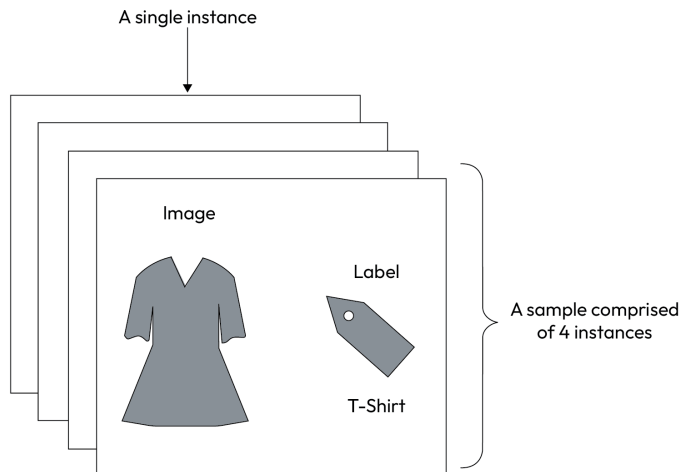 A single instance
Image
Label
T-Shirt
A sample comprised
of 4 instances